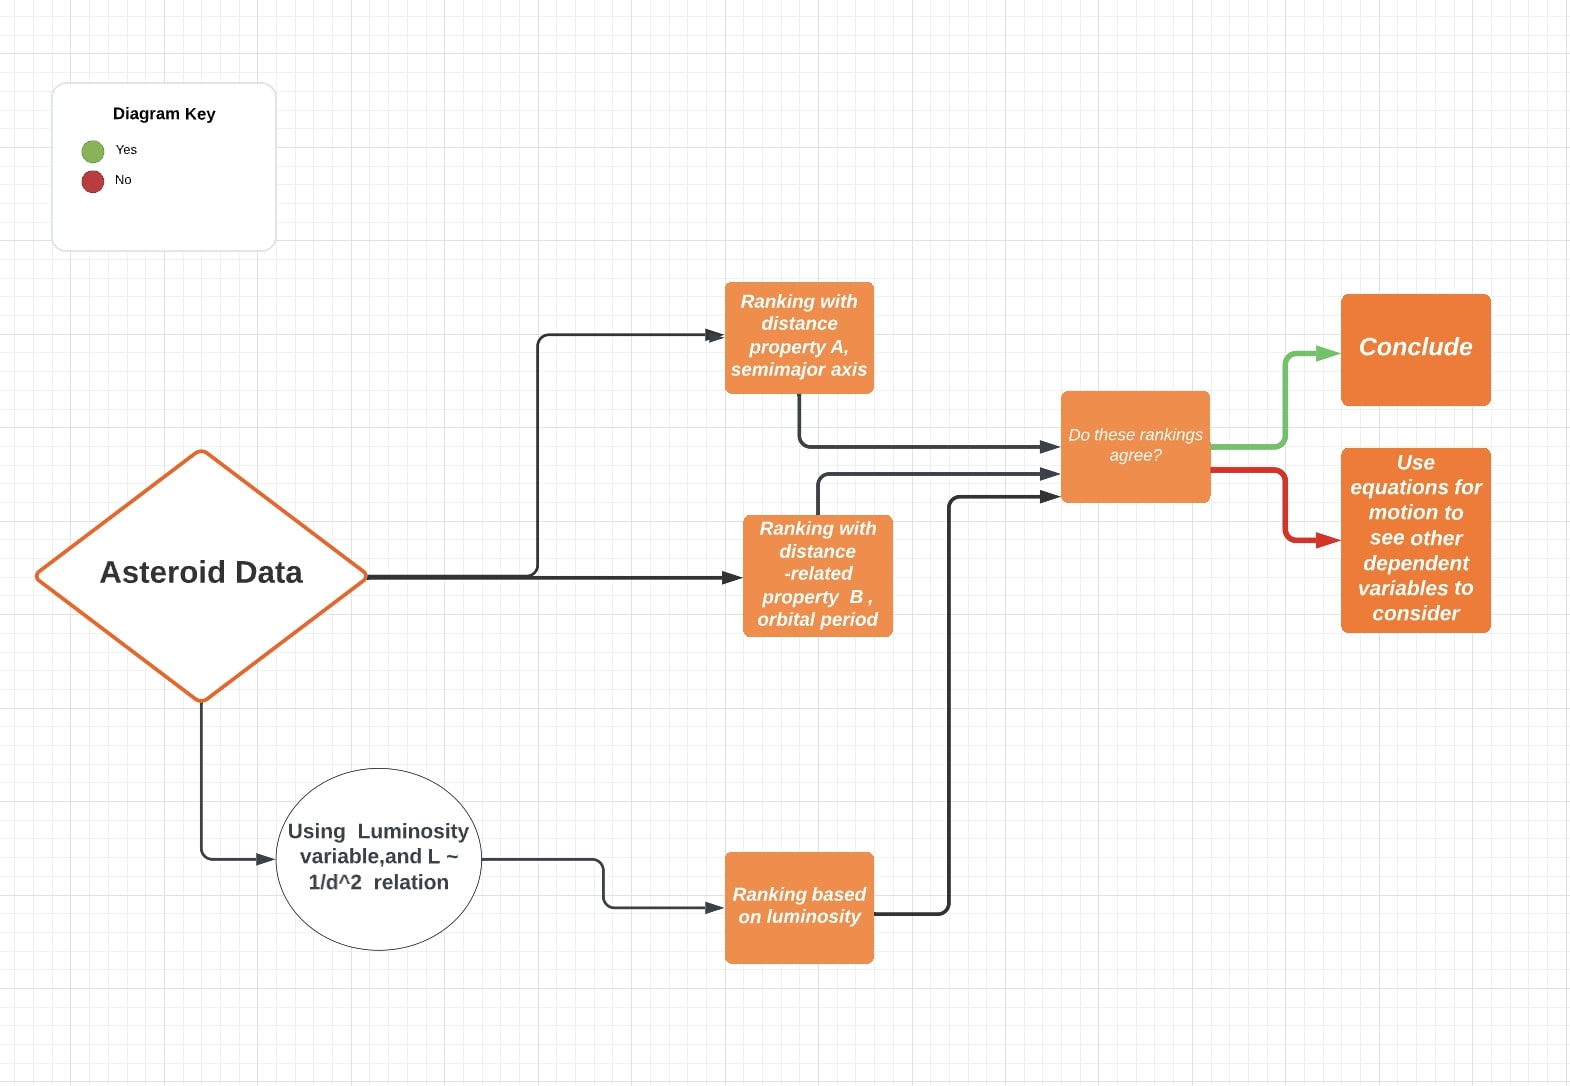 Diagram Key
Yes
No
Ranking with
distance
property A,
semimajor axis
Conclude
Do these rankings
agree?
Use
equations for
motion to
see other
dependent
variables to
consider
Asteroid Data
Ranking with
distance
-related
property  B ,
orbital period
Using  Luminosity
variable,and L ~
1/d^2  relation
Ranking based
on luminosity